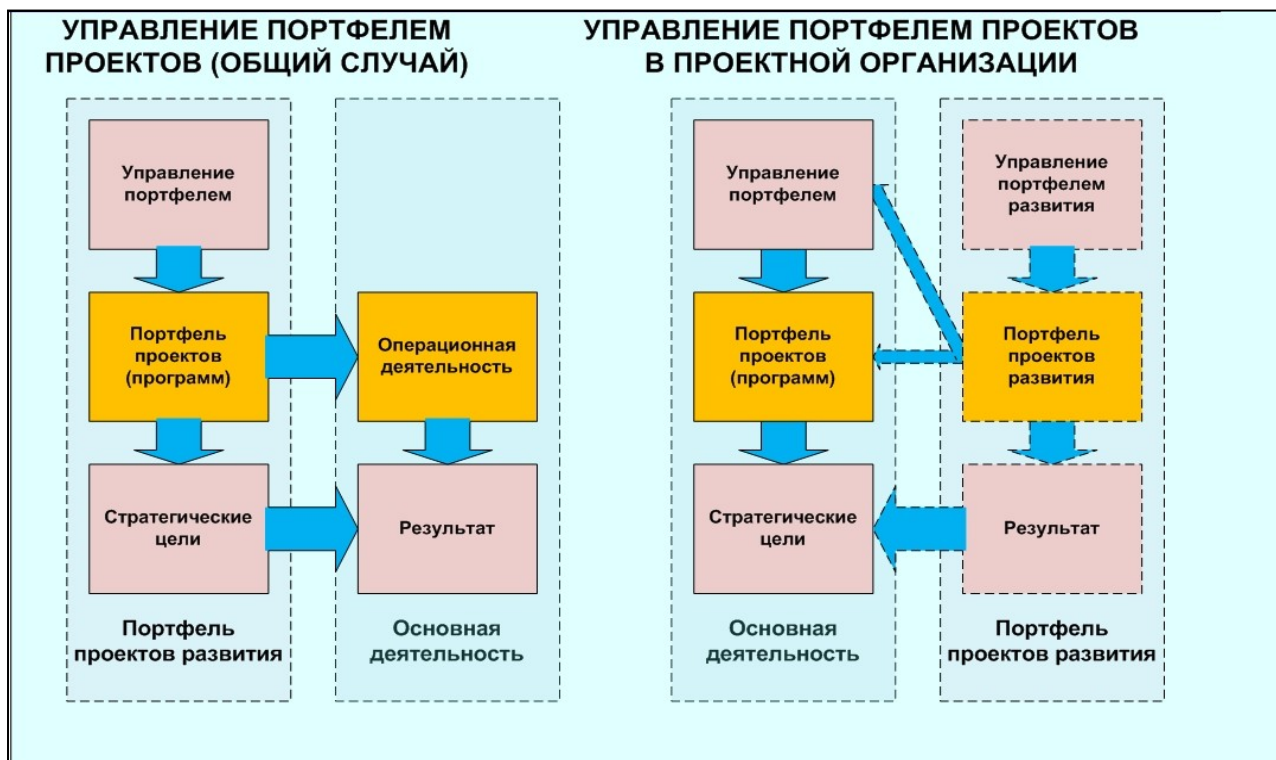 УПРАВЛЕНИЕ ПОРТФЕЛЕМ
ПРОЕКТОВ (ОБЩИЙ СЛУЧАЙ)
Управление
портфелем
Портфель
проектов
(программ)
Операционная
деятельность
Стратегические
цели
Результат
Портфель
проектов развития
Основная
деятельность
УПРАВЛЕНИЕ ПОРТФЕЛЕМ ПРОЕКТОВ
В ПРОЕКТНОЙ ОРГАНИЗАЦИИ
Управление
портфелем
Управление
портфелем
развития
Портфель
проектов
(программ)
Портфель
проектов
развития
Стратегические
цели
Результат
Основная
деятельность
Портфель
проектов развития